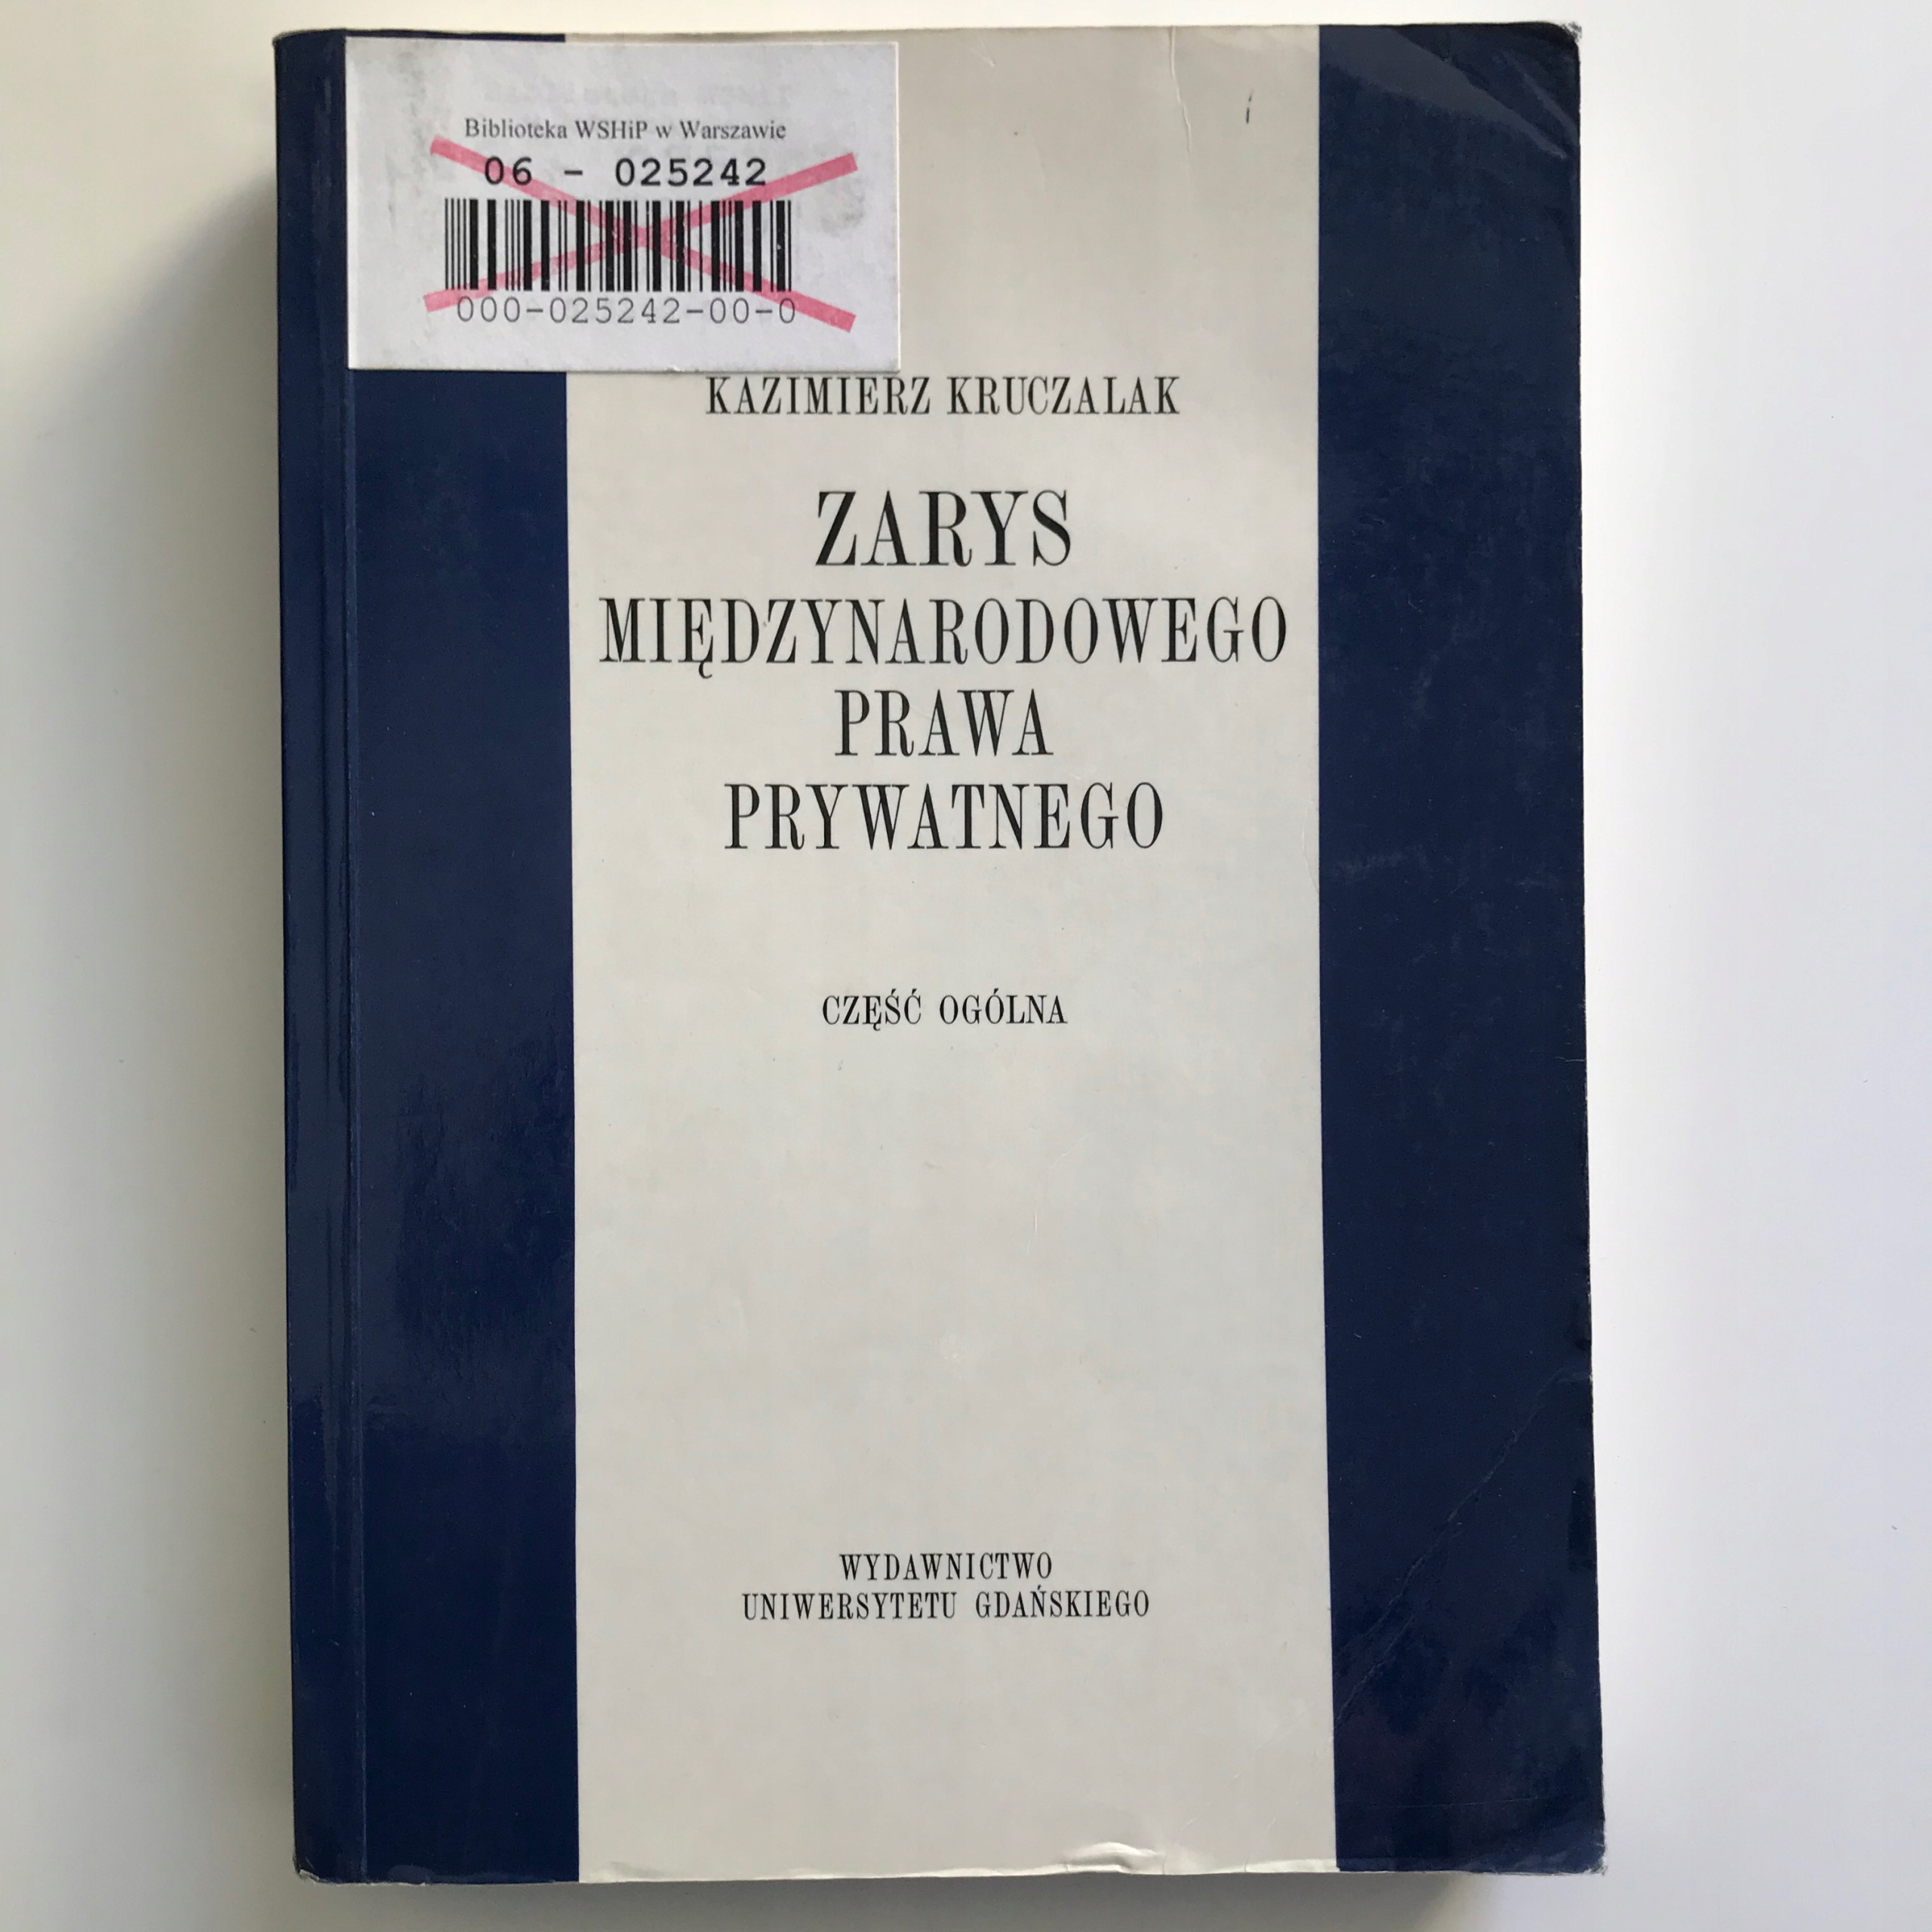 Biblioteka WSHiP w Warszawie
06 - 025242
000-025242-00-0
KAZIMIERZ KRUCZALAK
ZARYS
MIĘDZYNARODOWEGO
PRAWA
PRYWATNEGO
CZĘŚĆ OGÓLNA
WYDAWNICTWO
UNIWERSYTETU GDAŃSKIEGO